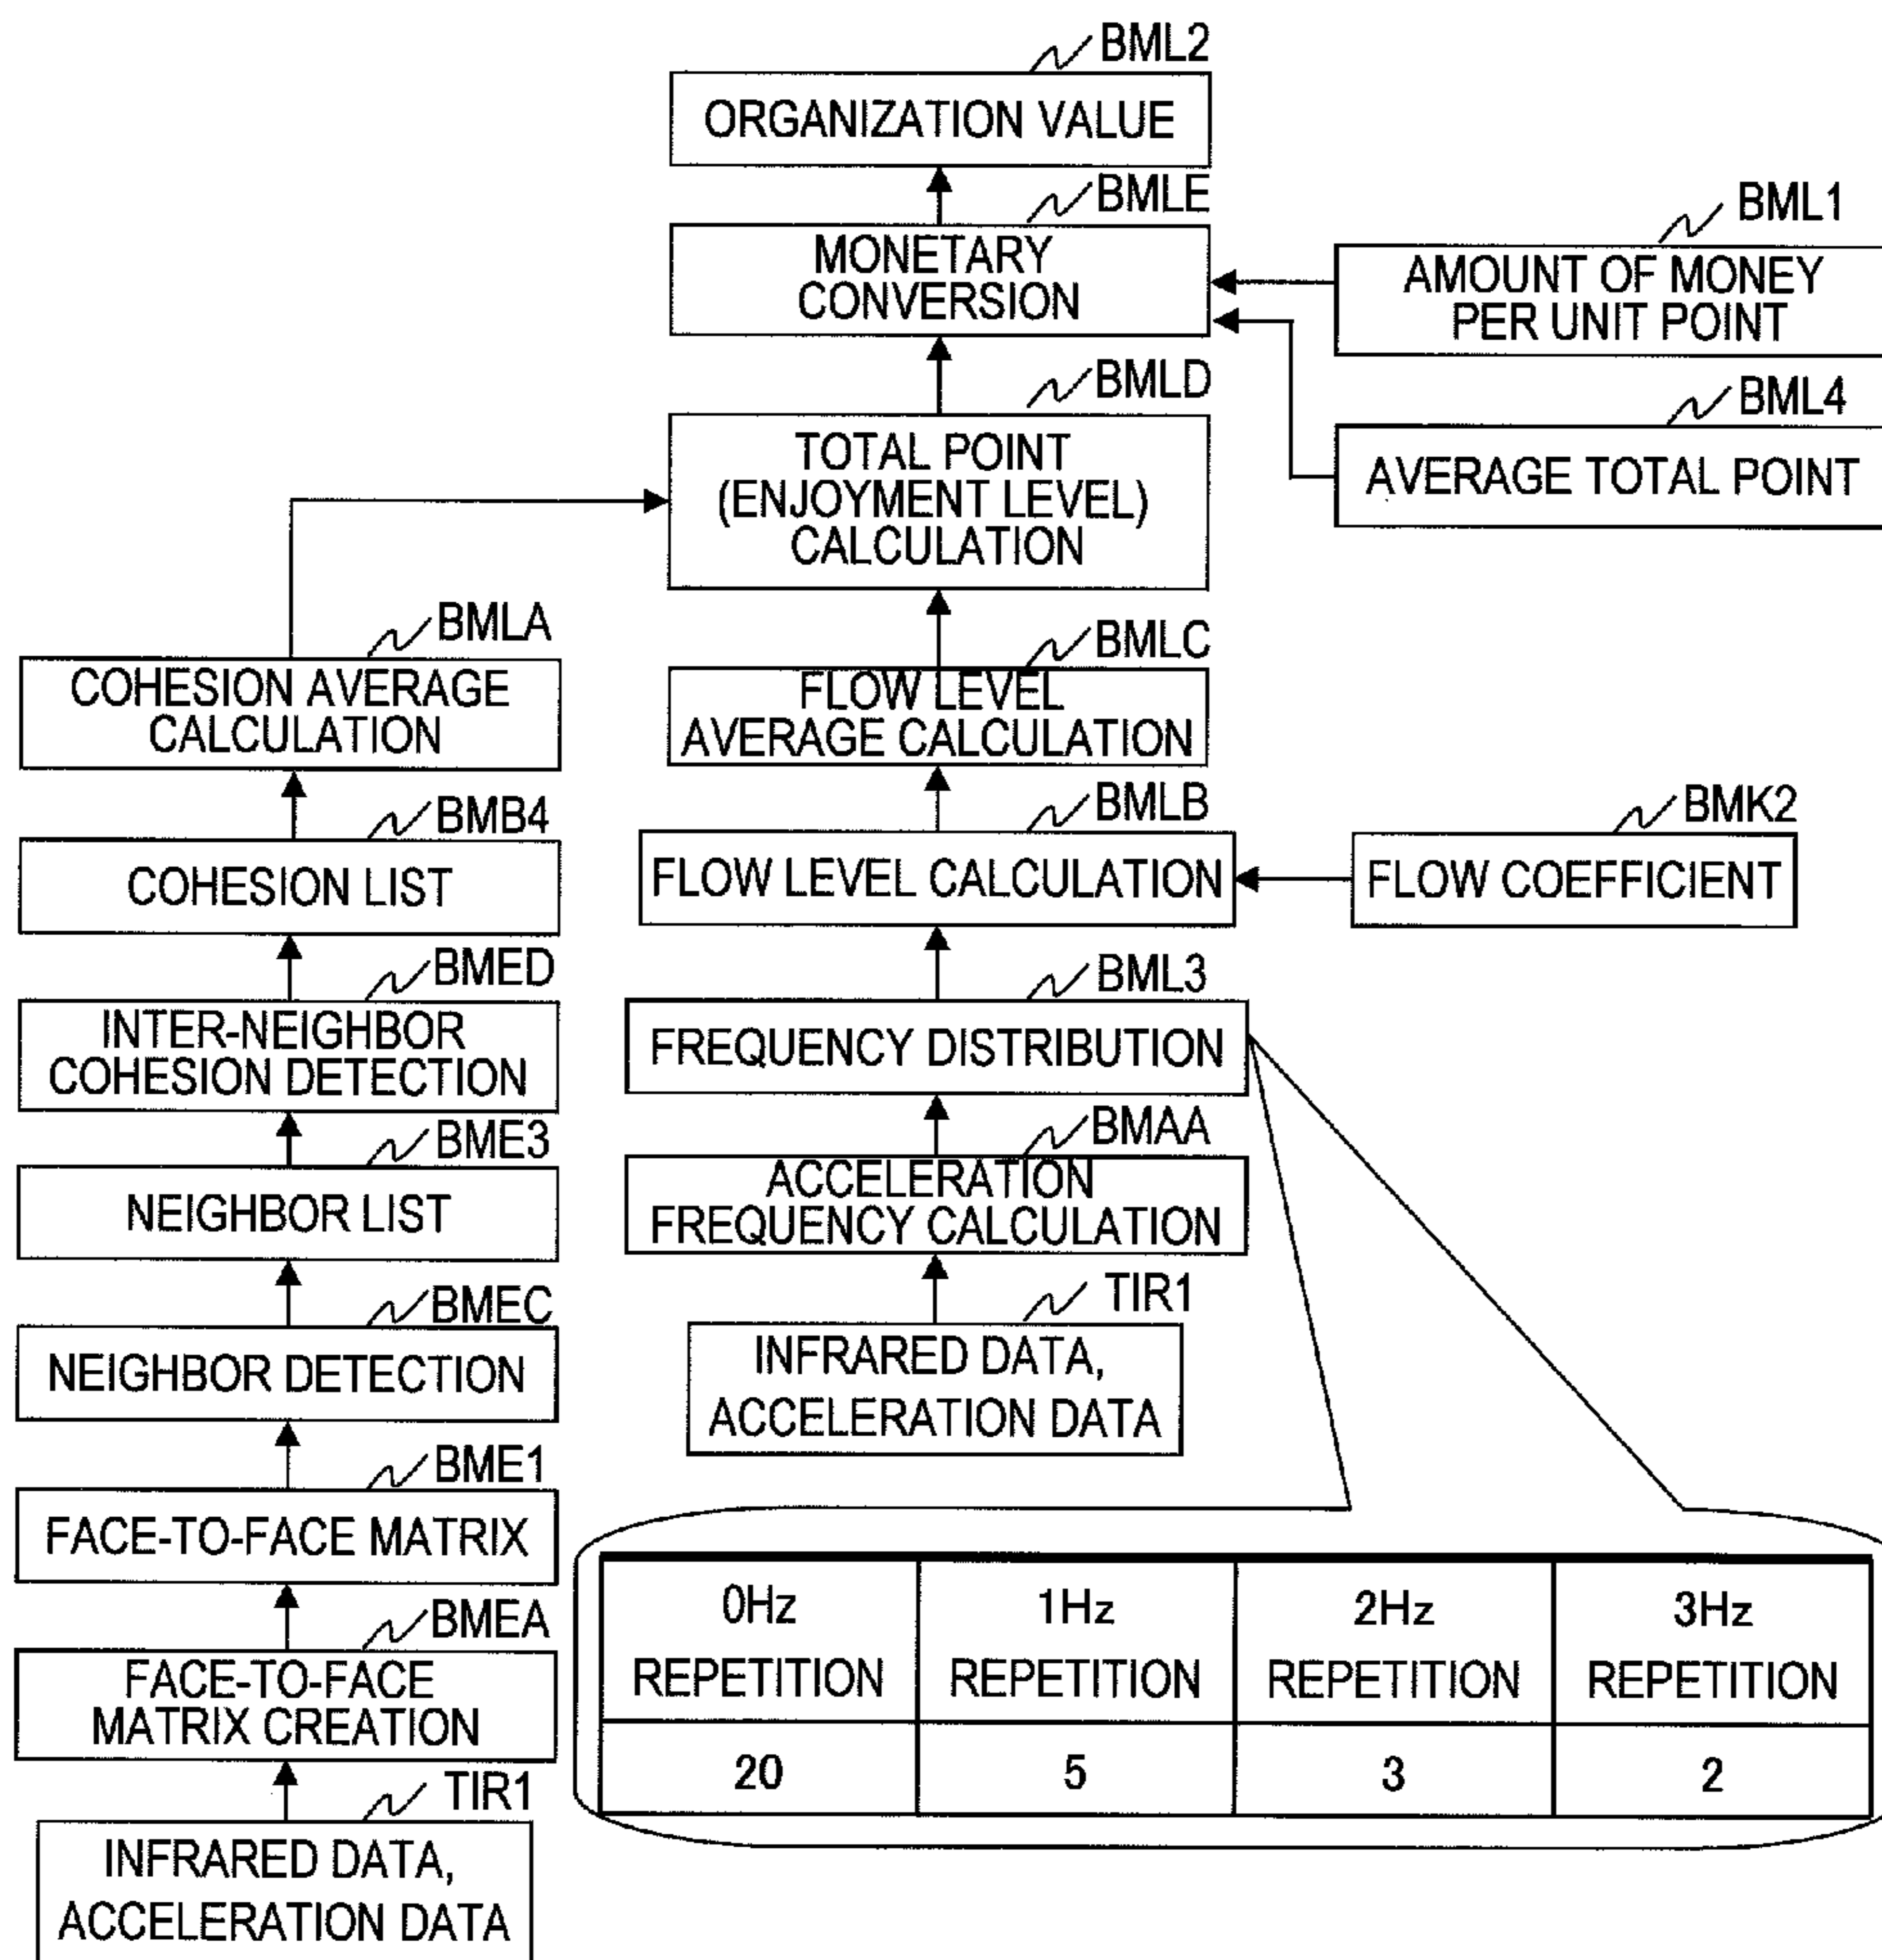 BML2
ORGANIZATION VALUE
BMLE
MONETARY
CONVERSION
BML1
AMOUNT OF MONEY
PER UNIT POINT
BMLD
TOTAL POINT
(ENJOYMENT LEVEL)
CALCULATION
BML4
AVERAGE TOTAL POINT
BMLA
COHESION AVERAGE
CALCULATION
BMLC
FLOW LEVEL
AVERAGE CALCULATION
BMB4
COHESION LIST
BMLB
FLOW LEVEL CALCULATION
BMK2
FLOW COEFFICIENT
BMED
INTER-NEIGHBOR
COHESION DETECTION
BML3
FREQUENCY DISTRIBUTION
BME3
NEIGHBOR LIST
BMAA
ACCELERATION
FREQUENCY CALCULATION
BMEC
NEIGHBOR DETECTION
TIR1
INFRARED DATA,
ACCELERATION DATA
BME1
FACE-TO-FACE MATRIX
BMEA
FACE-TO-FACE
MATRIX CREATION
TIR1
INFRARED DATA,
ACCELERATION DATA
0Hz 1Hz 2Hz 3Hz
REPETITION REPETITION REPETITION REPETITION
20 5 3 2